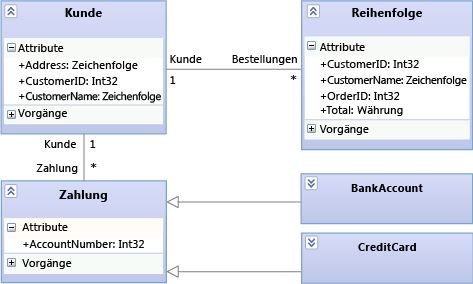 Kunde
Attribute
+Address: Zeichenfolge
+CustomerID: Int32
+CustomerName: Zeichenfolge
Vorgänge
Kunde
Bestellungen
1
*
Reihenfolge
Attribute
+CustomerID: Int32
+CustomerName: Zeichenfolge
+OrderID: Int32
+Total: Währung
Vorgänge
Kunde
1
Zahlung
*
Zahlung
Attribute
+AccountNumber: Int32
Vorgänge
BankAccount
CreditCard